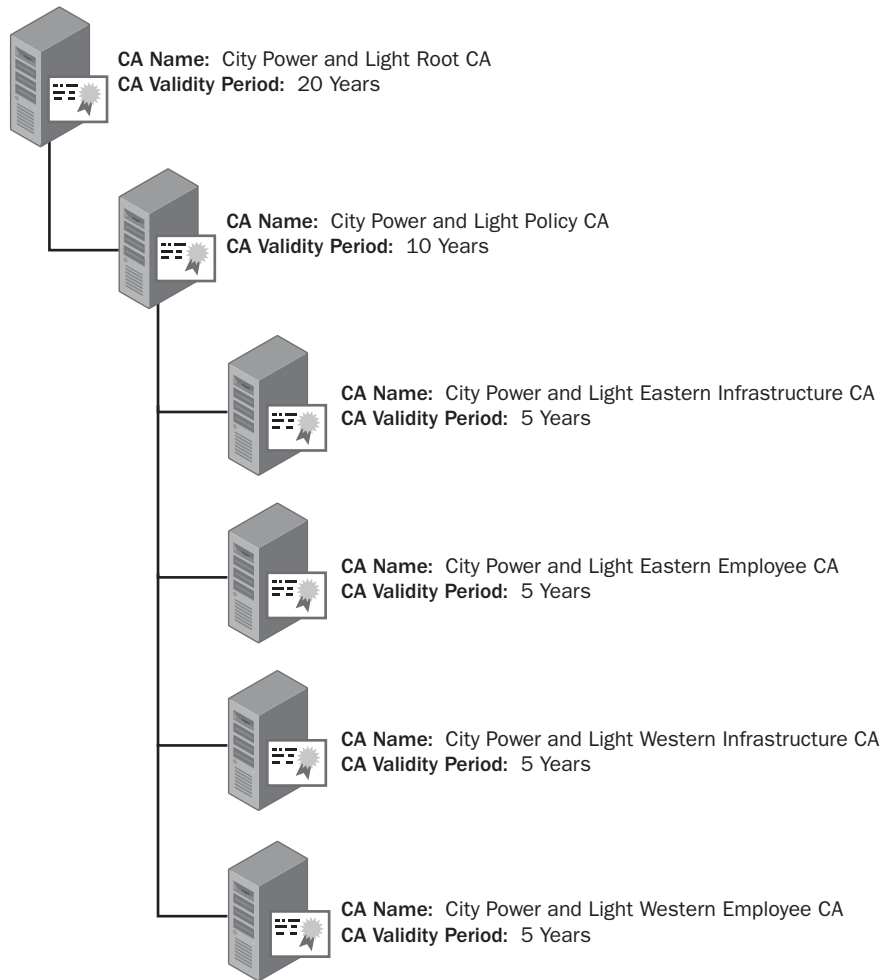 CA Name: City Power and Light Root CA
CA Validity Period: 20 Years
CA Name: City Power and Light Policy CA
CA Validity Period: 10 Years
CA Name: City Power and Light Eastern Infrastructure CA
CA Validity Period: 5 Years
CA Name: City Power and Light Eastern Employee CA
CA Validity Period: 5 Years
CA Name: City Power and Light Western Infrastructure CA
CA Validity Period: 5 Years
CA Name: City Power and Light Western Employee CA
CA Validity Period: 5 Years